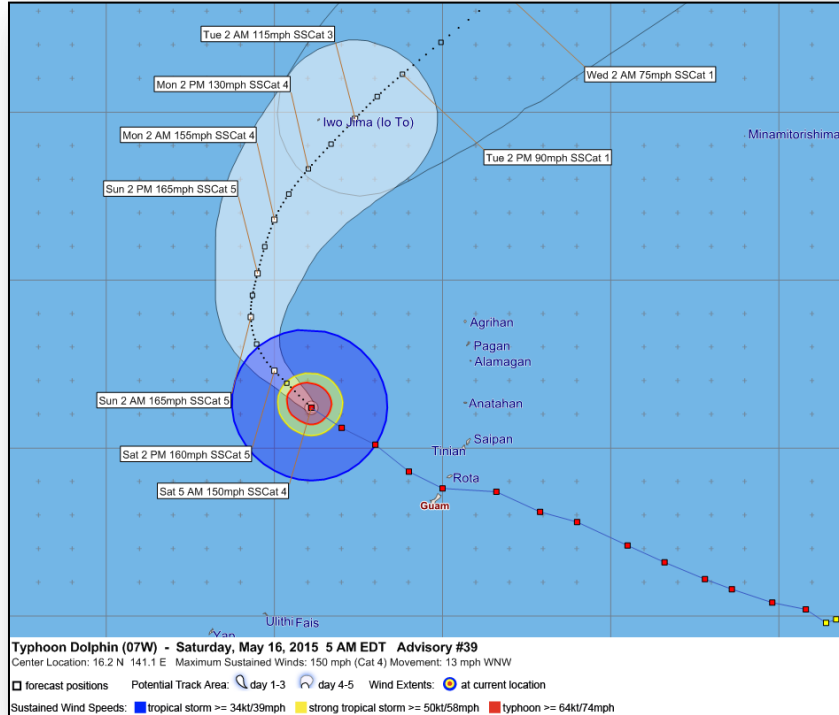 Tue 2 AM 115mph SSCat 3
Wed 2 AM 75mph SSCat 1
Mon 2 PM 130mph SSCat 4
Iwo Jima (Io To)
Minamitorishima
Mon 2 AM 155mph SSCat 4
Tue 2 PM 90mph SSCat 1
Sun 2 PM 165mph SSCat 5
Agrihan
Pagan
Alamagan
Sun 2 AM 165mph SSCat 5
Anatahan
Saipan
Tinian
Sat 2 PM 160mph SSCat 5
Rota
Sat 5 AM 150mph SSCat 4
Guam
Ulithi Fais
Yap
Typhoon Dolphin (07W) - Saturday, May 16, 2015 5 AM EDT Advisory #39
Center Location: 16.2 N 141.1 E Maximum Sustained Winds: 150 mph (Cat 4) Movement: 13 mph WNW
forecast positions Potential Track Area: day 1-3 day 4-5 Wind Extents: at current location
Sustained Wind Speeds: tropical storm >= 34kt/39mph strong tropical storm >= 50kt/58mph typhoon >= 64kt/74mph